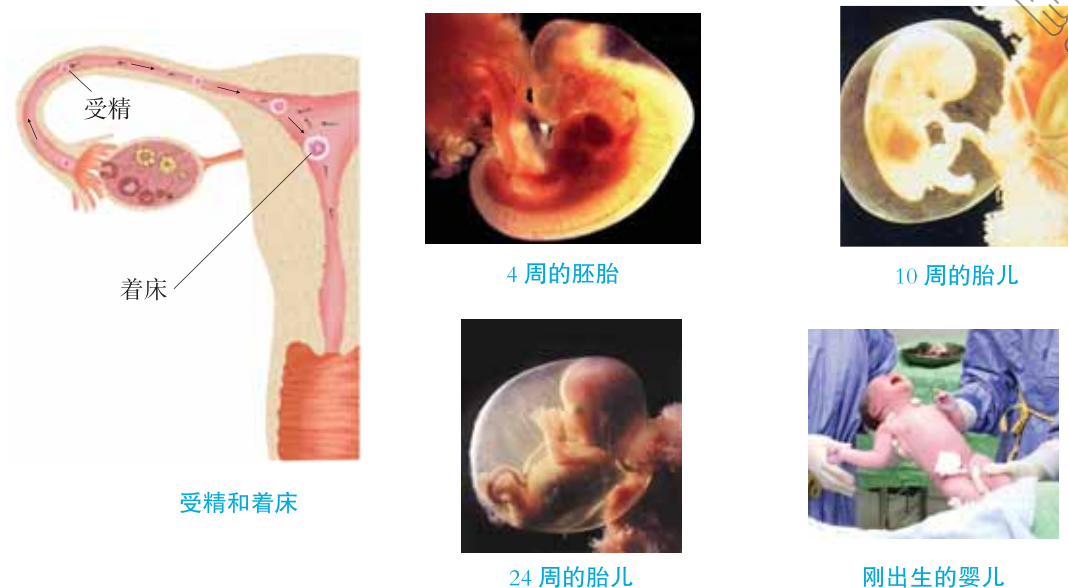 受精
着床
受精和着床
4 周的胚胎
10 周的胎儿
24 周的胎儿
刚出生的婴儿